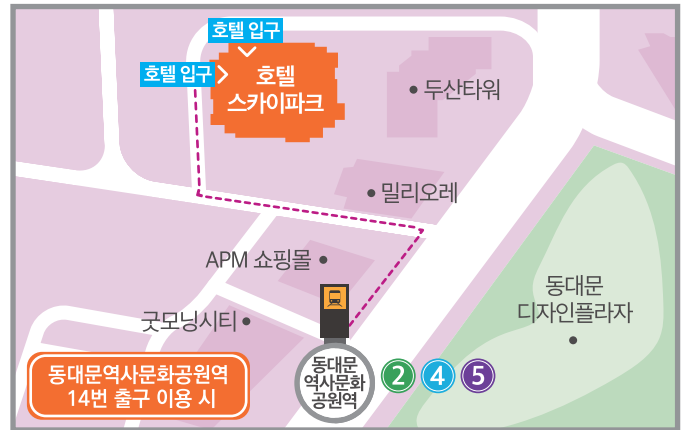 호텔 입구
호텔 입구
호텔
스카이파크
두산타워
밀리오레
APM 쇼핑몰
동대문
디자인플라자
굿모닝시티
동대문
역사문화
공원역
2 4 5
동대문역사문화공원역
14번 출구 이용 시